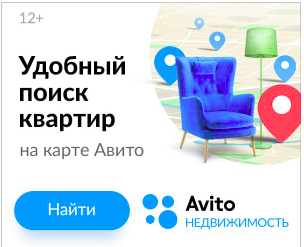 12+
Удобный
поиск
квартир
на карте Авито
Найти
Avito
НЕДВИЖИМОСТЬ